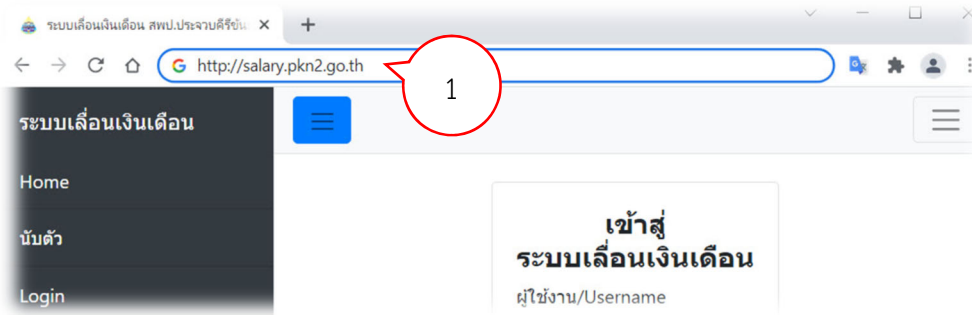 ระบบเลื่อนเงินเดือน สพป.ประจวบคีรีขัน
http://salary.pkn2.go.th
1
ระบบเลื่อนเงินเดือน
Home
นับตัว
Login
เข้าสู่
ระบบเลื่อนเงินเดือน
ผู้ใช้งาน/Username